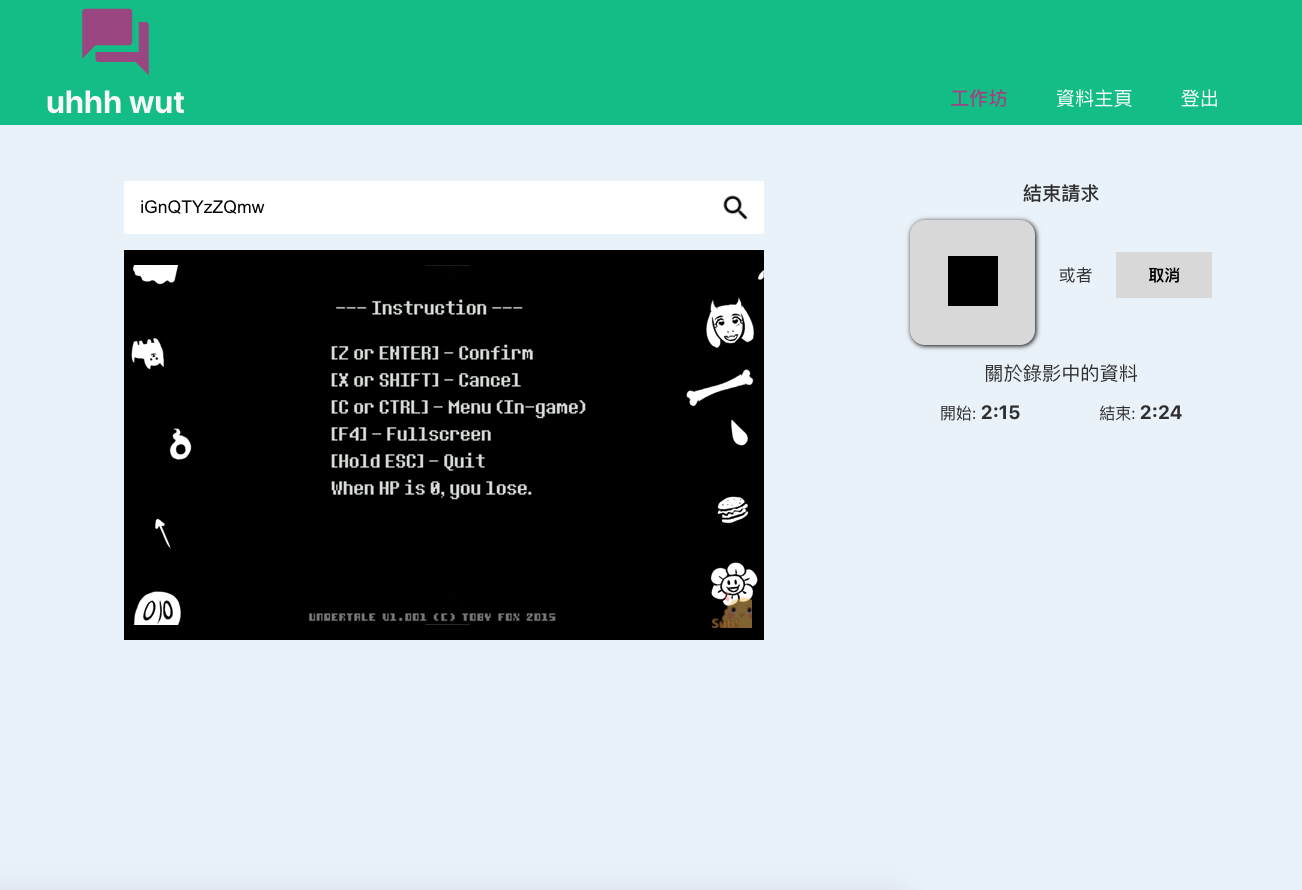 uhhh wut
工作坊 資料主頁 登出
iGnQTYzZQmw
--- Instruction ---
[Z or ENTER] - Confirm
[X or SHIFT] - Cancel
[C or CTRL] - Menu (In-game)
[F4] - Fullscreen
[Hold ESC] - Quit
When HP is 0, you lose.
UNDERTALE V1.001 (C) TOBY FOX 2015
結束請求
或者 取消
關於錄影中的資料
開始: 2:15 結束: 2:24